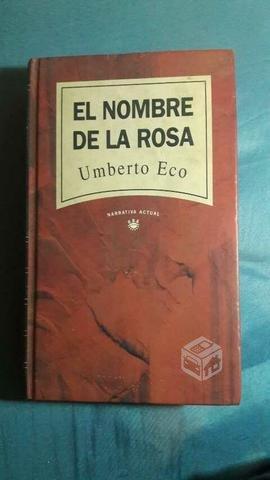 EL NOMBRE
DE LA ROSA
Umberto Eco
NARRATIVA ACTUAL